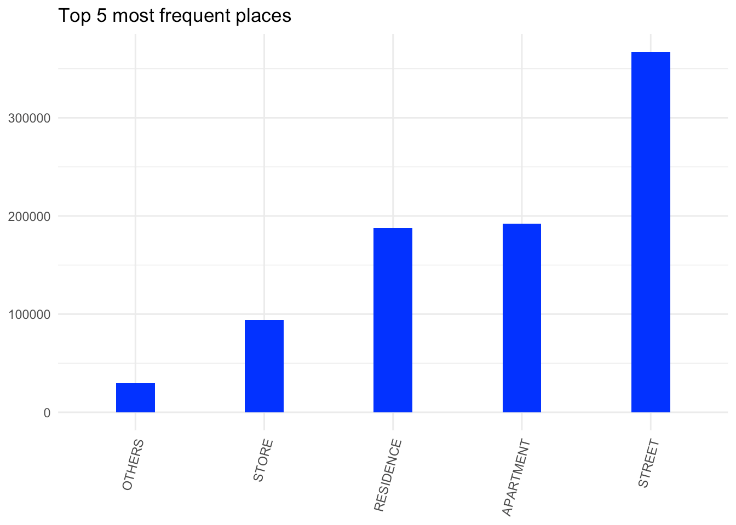 Top 5 most frequent places
300000
200000
100000
0
OTHERS
STORE
RESIDENCE
APARTMENT
STREET